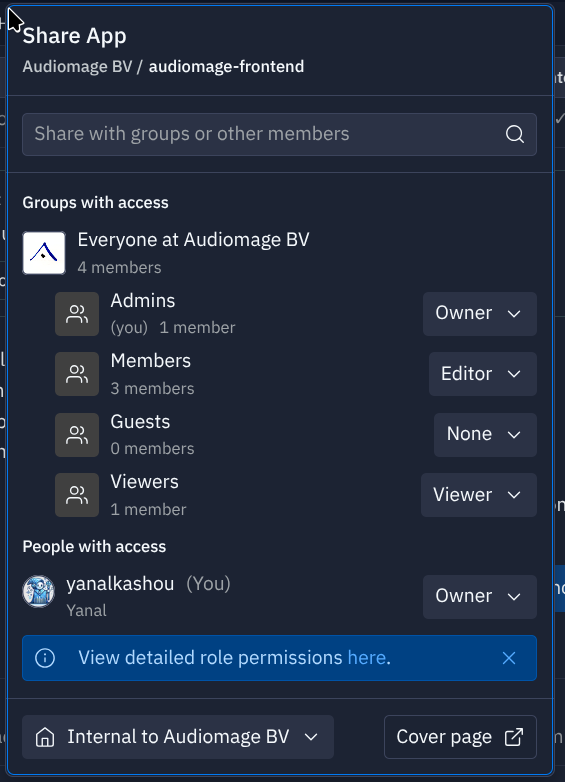 Share App
Audiomage BV / audiomage-frontend
Share with groups or other members
Groups with access
Everyone at Audiomage BV
4 members
Admins
(you) 1 member
Owner
Members
3 members
Editor
Guests
0 members
None
Viewers
1 member
Viewer
People with access
yanalkashou (You)
Yanal
Owner
View detailed role permissions here.
Internal to Audiomage BV
Cover page